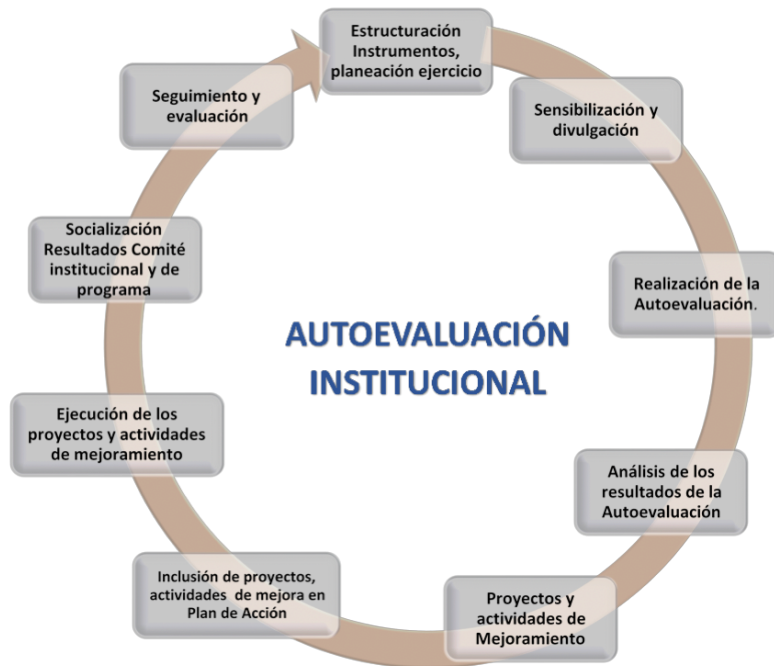 Estructuración
Instrumentos,
planeación ejercicio
Sensibilización y
divulgación
Realización de la
Autoevaluación.
Análisis de los
resultados de la
Autoevaluación
Proyectos y
actividades de
Mejoramiento
Inclusión de proyectos,
actividades de mejora en
Plan de Acción
Ejecución de los
proyectos y actividades
de mejoramiento
Socialización
Resultados Comité
institucional y de
programa
Seguimiento y
evaluación
AUTOEVALUACIÓN
INSTITUCIONAL